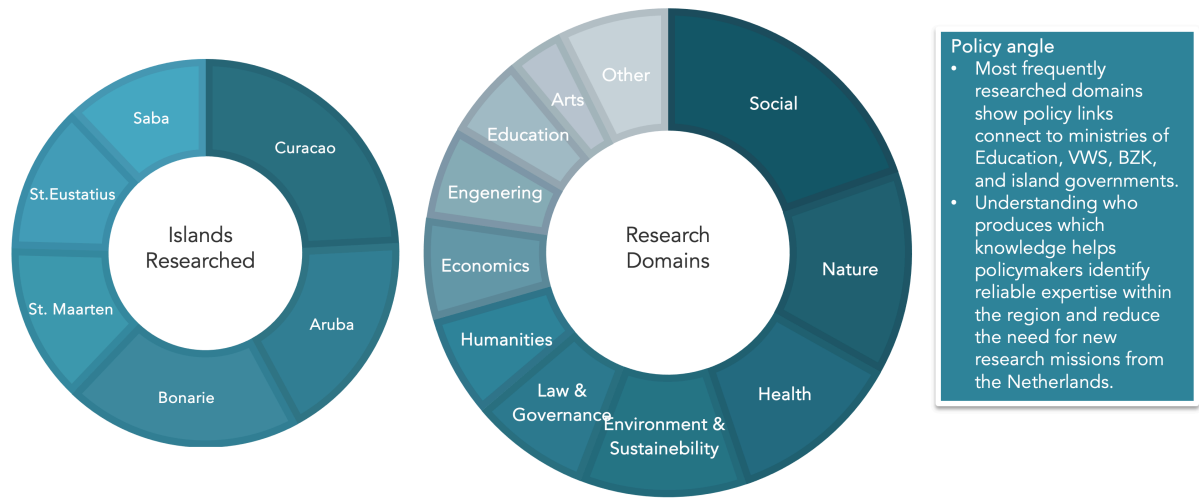 Saba
Curacao
St.Eustatius
Islands
Researched
St. Maarten
Aruba
Bonarie
Other
Arts
Social
Education
Engenering
Research
Domains
Economics
Nature
Humanities
Law &
Governance
Health
Environment &
Sustainebility
Policy angle
• Most frequently
researched domains
show policy links
connect to ministries of
Education, VWS, BZK,
and island governments.
• Understanding who
produces which
knowledge helps
policymakers identify
reliable expertise within
the region and reduce
the need for new
research missions from
the Netherlands.